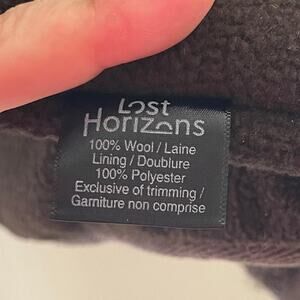 Lost
Horizons
100% Wool / Laine
Lining / Doublure
100% Polyester
Exclusive of trimming /
Garniture non comprise